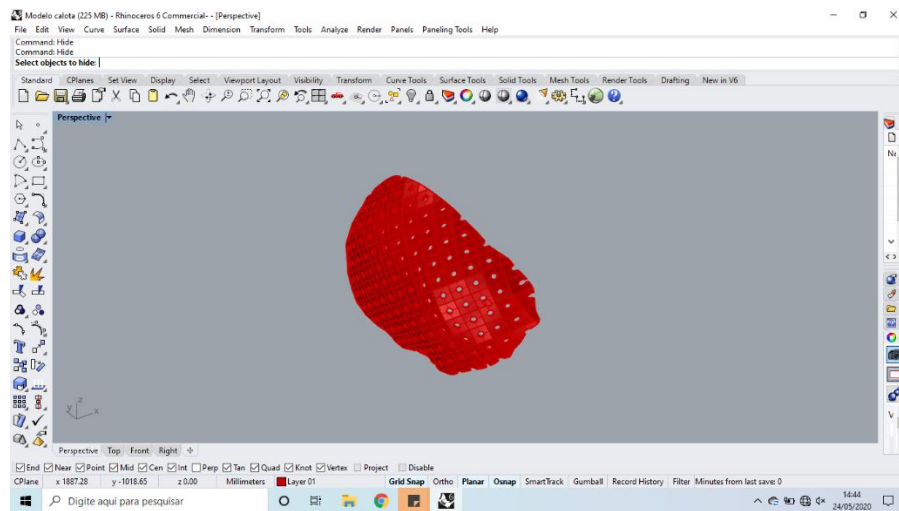 Modelo calota (225 MB) - Rhinoceros 6 Commercial- - [Perspective]
File Edit View Curve Surface Solid Mesh Dimension Transform Tools Analyze Render Panels Paneling Tools Help
Command: Hide
Command: Hide
Select objects to hide:
Standard CPlanes Set View Display Select Viewport Layout Visibility Transform Curve Tools Surface Tools Solid Tools Mesh Tools Render Tools Drafting New in V6
Perspective
Na
z
y x
V
Perspective Top Front Right
End Near Point Mid Cen Int Perp Tan Quad Knot Vertex Project Disable
CPlane x 1887.28 y -1018.65 z 0.00 Millimeters Layer 01 Grid Snap Ortho Planar Osnap SmartTrack Gumball Record History Filter Minutes from last save: 0
Digite aqui para pesquisar
14:44
24/05/2020